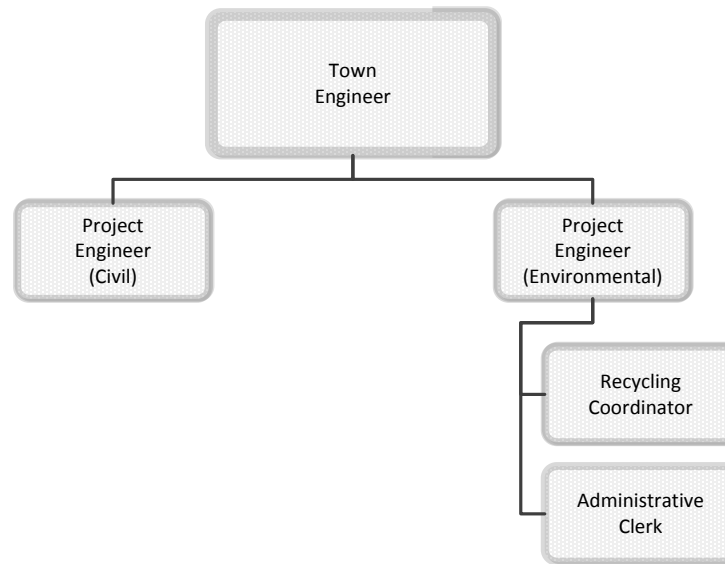 Town
Engineer
Project
Engineer
(Civil)
Project
Engineer
(Environmental)
Recycling
Coordinator
Administrative
Clerk